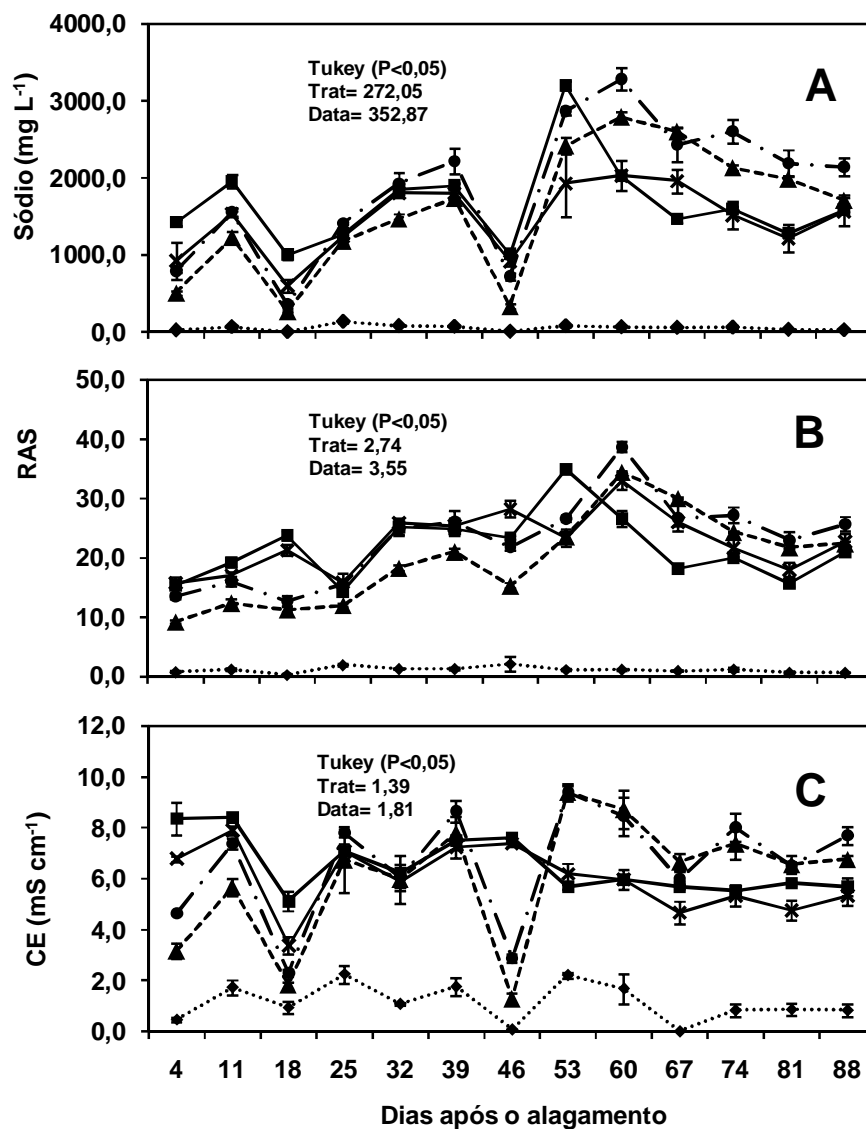 4000,0
3000,0
2000,0
1000,0
0,0
Sódio (mg L⁻¹)
Tukey (P<0,05)
Trat= 272,05
Data= 352,87
A
50,0
40,0
30,0
20,0
10,0
0,0
RAS
Tukey (P<0,05)
Trat= 2,74
Data= 3,55
B
12,0
10,0
8,0
6,0
4,0
2,0
0,0
CE (mS cm⁻¹)
Tukey (P<0,05)
Trat= 1,39
Data= 1,81
C
4 11 18 25 32 39 46 53 60 67 74 81 88
Dias após o alagamento